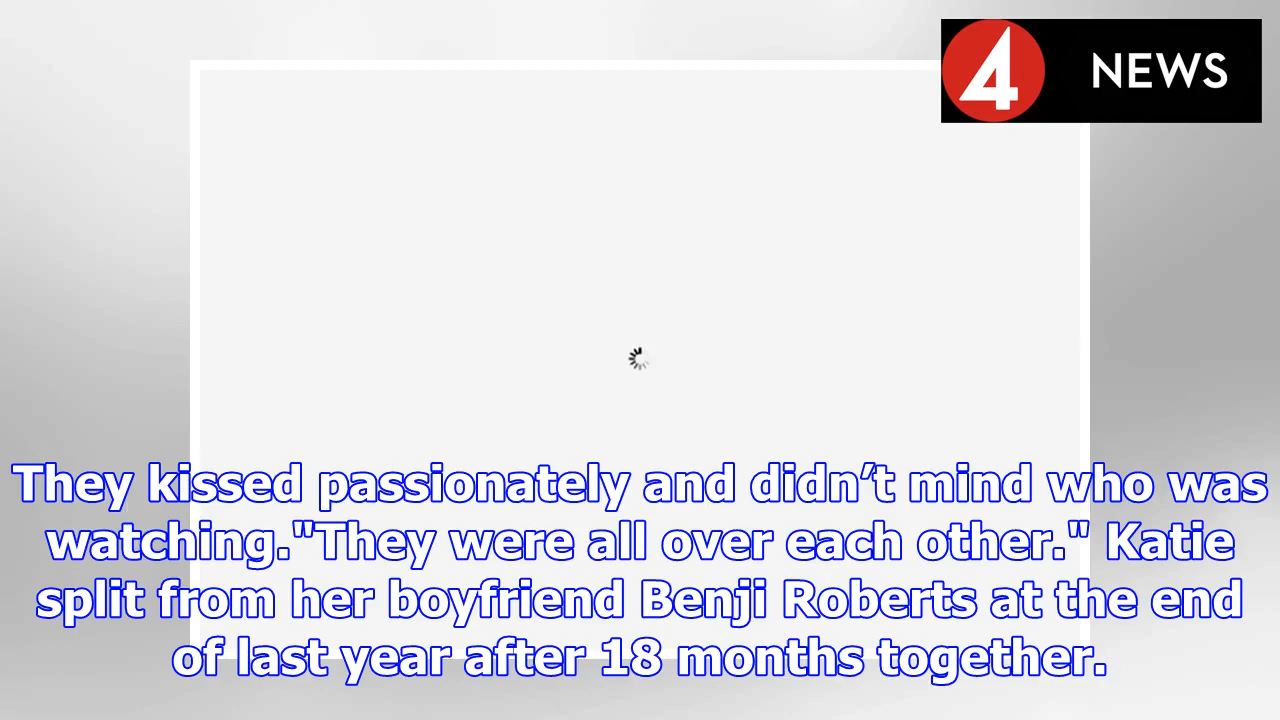 4 NEWS
They kissed passionately and didn’t mind who was
watching."They were all over each other." Katie
split from her boyfriend Benji Roberts at the end
of last year after 18 months together.